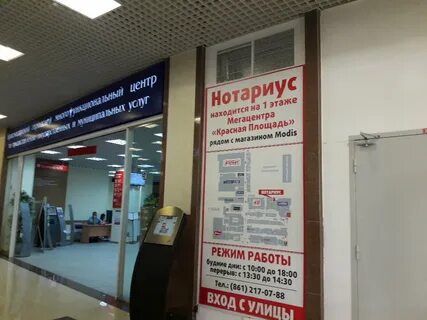 многофункциональный центр
государственных и муниципальных услуг
Нотариус
находится на 1 этаже
Мегацентра
«Красная Площадь»
рядом с магазином Modis
НОТАРИУС
РЕЖИМ РАБОТЫ
будние дни: с 10:00 до 18:00
перерыв: с 13:30 до 14:30
Тел.: (861) 217-07-88
ВХОД С УЛИЦЫ